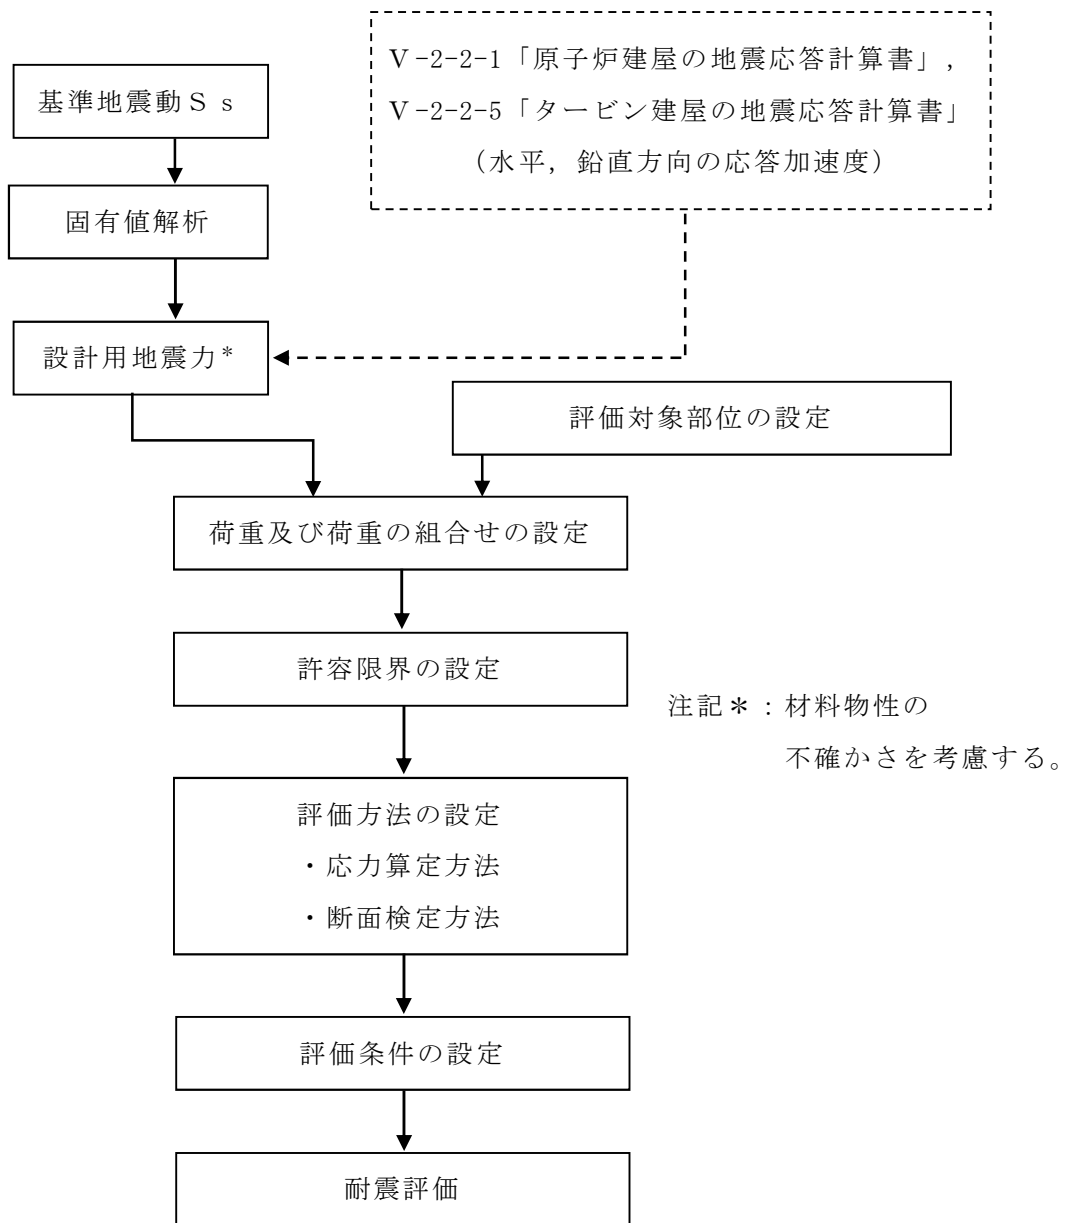 Ⅴ-2-2-1「原子炉建屋の地震応答計算書」，
Ⅴ-2-2-5「タービン建屋の地震応答計算書」
（水平，鉛直方向の応答加速度）
基準地震動Ｓｓ
固有値解析
設計用地震力*
評価対象部位の設定
荷重及び荷重の組合せの設定
許容限界の設定
注記＊：材料物性の
不確かさを考慮する。
評価方法の設定
・応力算定方法
・断面検定方法
評価条件の設定
耐震評価